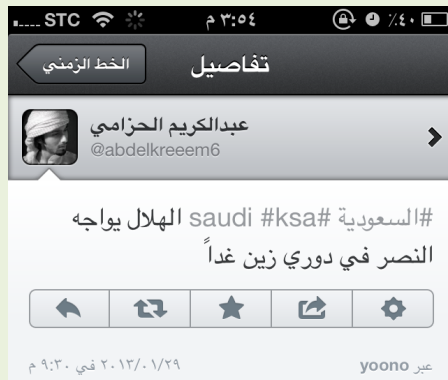 STC ٣:٥٤ م ٪٤٠
الخط الزمني تفاصيل
عبدالكريم الحزامي
@abdelkreeem6
#السعودية #saudi #ksa الهلال يواجه
النصر في دوري زين غداً
٢٠١٣/٠١/٢٩ في ٩:٣٠ م عبر yoono